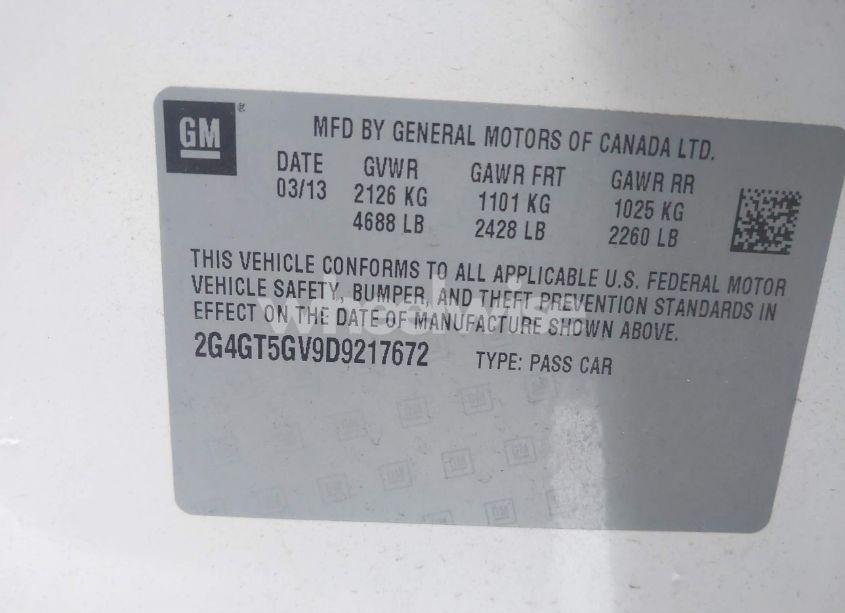 GM
MFD BY GENERAL MOTORS OF CANADA LTD.
DATE GVWR GAWR FRT GAWR RR
03/13 2126 KG 1101 KG 1025 KG
4688 LB 2428 LB 2260 LB
THIS VEHICLE CONFORMS TO ALL APPLICABLE U.S. FEDERAL MOTOR
VEHICLE SAFETY, BUMPER, AND THEFT PREVENTION STANDARDS IN
EFFECT ON THE DATE OF MANUFACTURE SHOWN ABOVE.
2G4GT5GV9D9217672 TYPE: PASS CAR